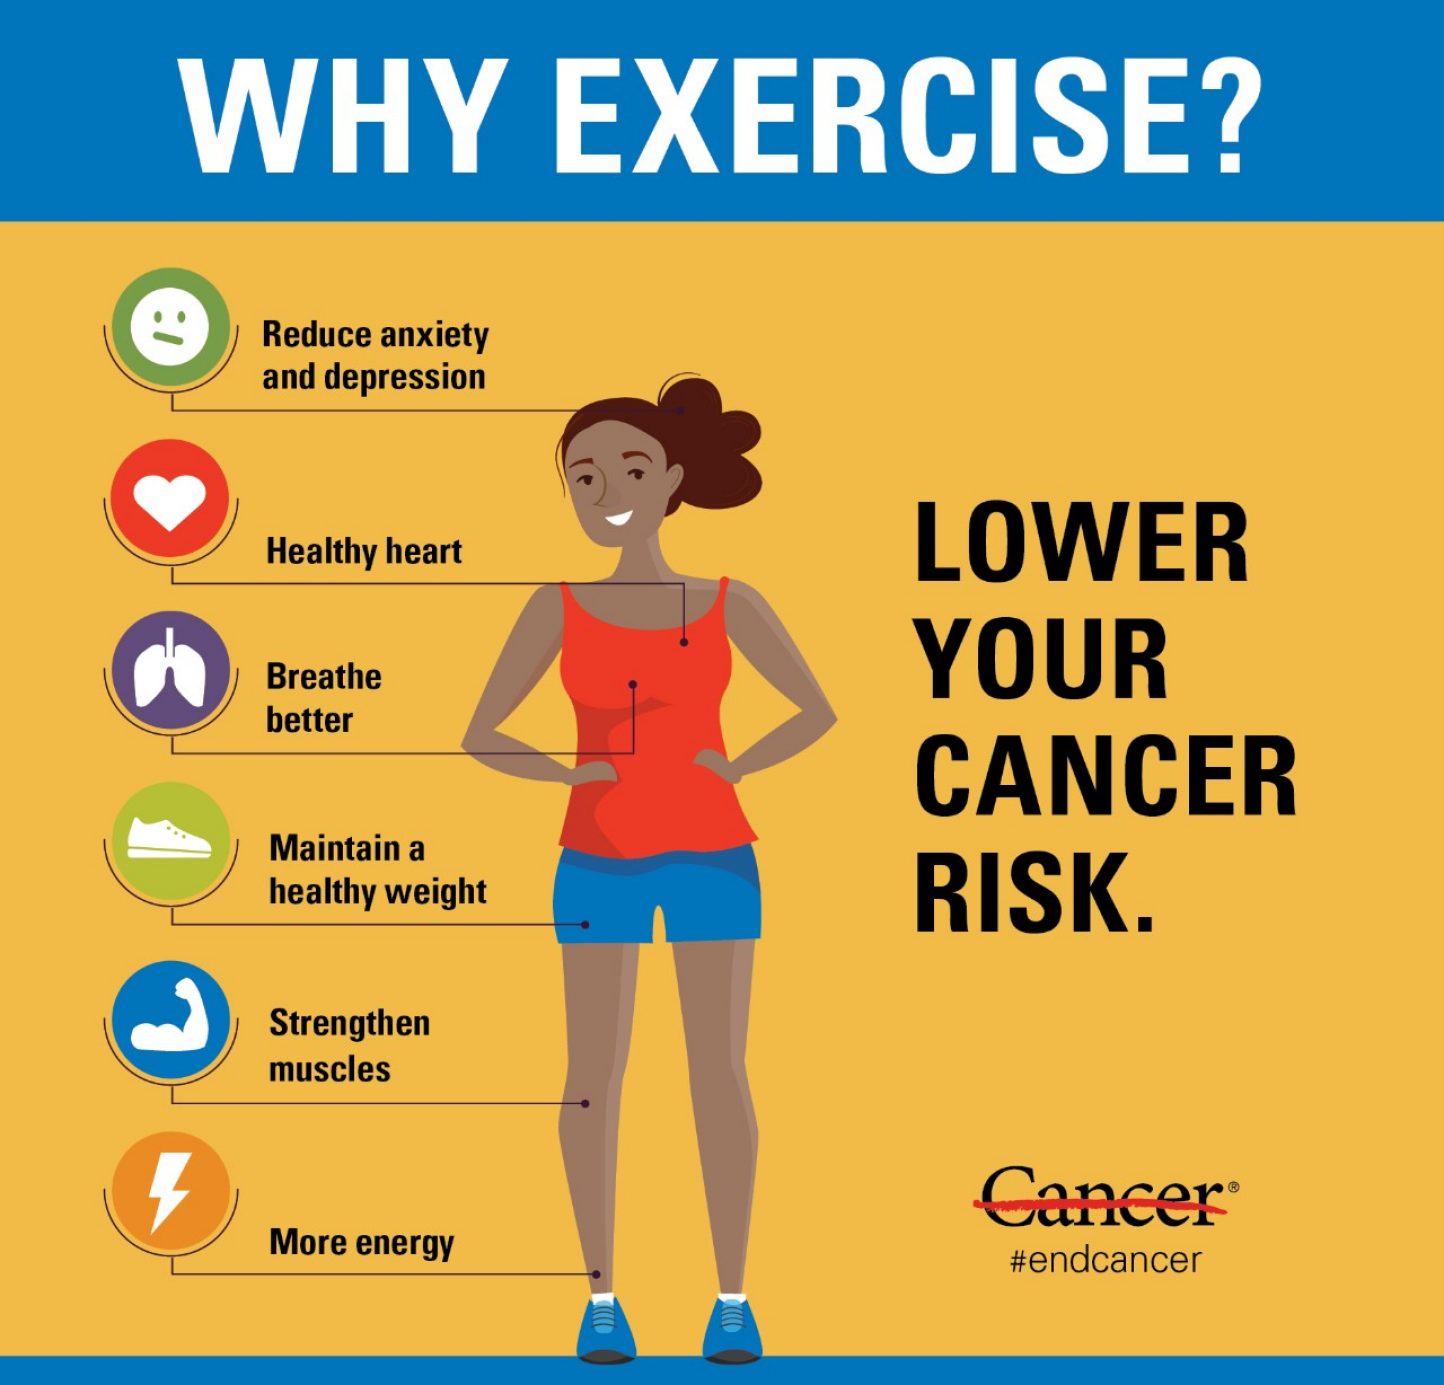 WHY EXERCISE?
Reduce anxiety
and depression
Healthy heart
Breathe
better
Maintain a
healthy weight
Strengthen
muscles
More energy
LOWER
YOUR
CANCER
RISK.
Cancer®
#endcancer